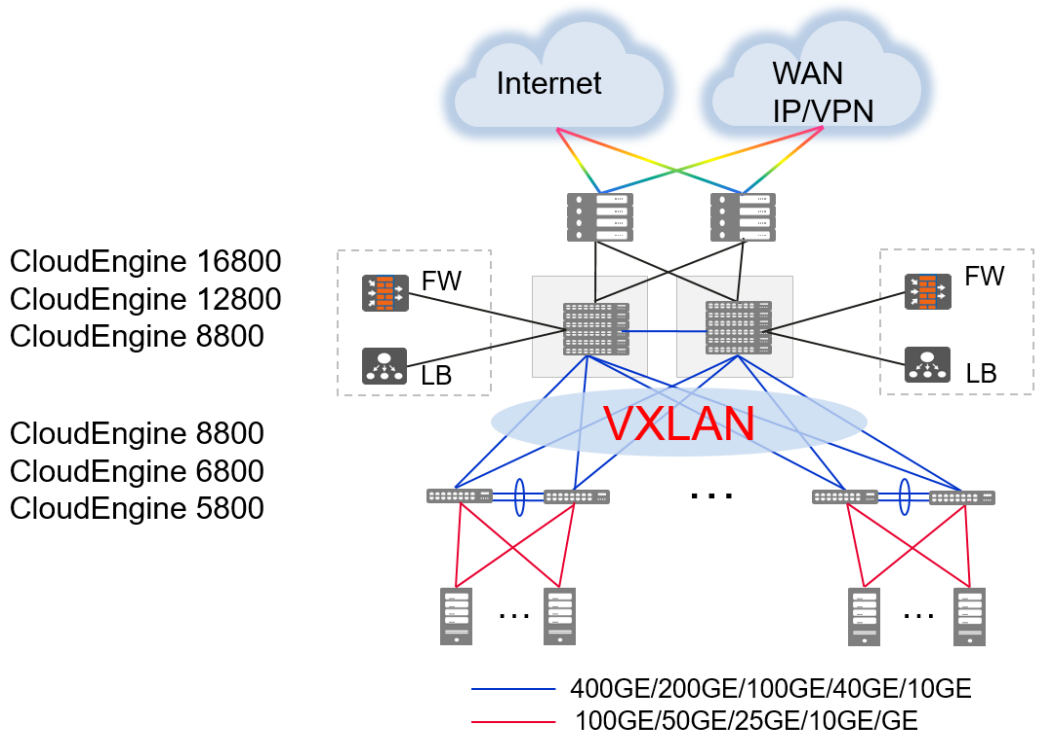 Internet
WAN
IP/VPN
CloudEngine 16800
CloudEngine 12800
CloudEngine 8800
FW
LB
FW
LB
VXLAN
CloudEngine 8800
CloudEngine 6800
CloudEngine 5800
...
... ...
400GE/200GE/100GE/40GE/10GE
100GE/50GE/25GE/10GE/GE